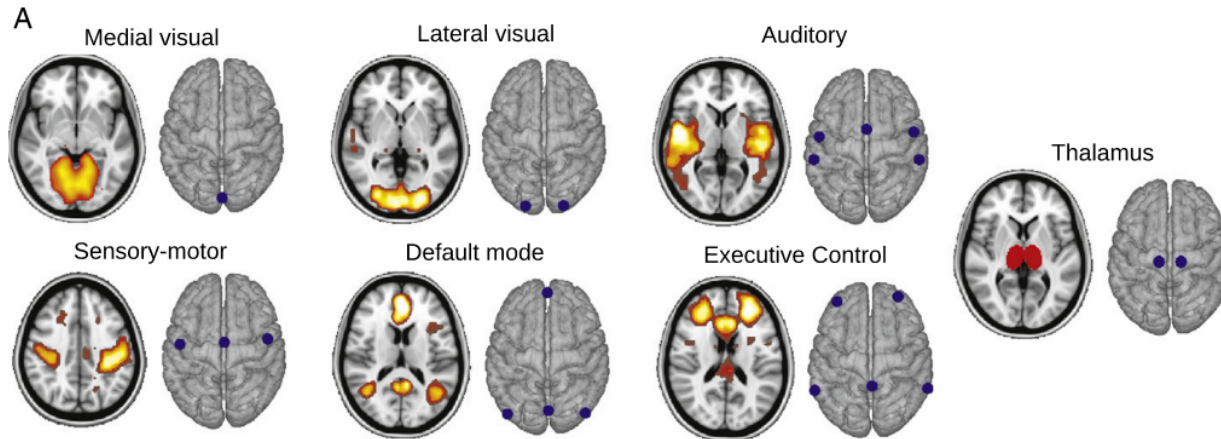 A
Medial visual
Lateral visual
Auditory
Thalamus
Sensory-motor
Default mode
Executive Control